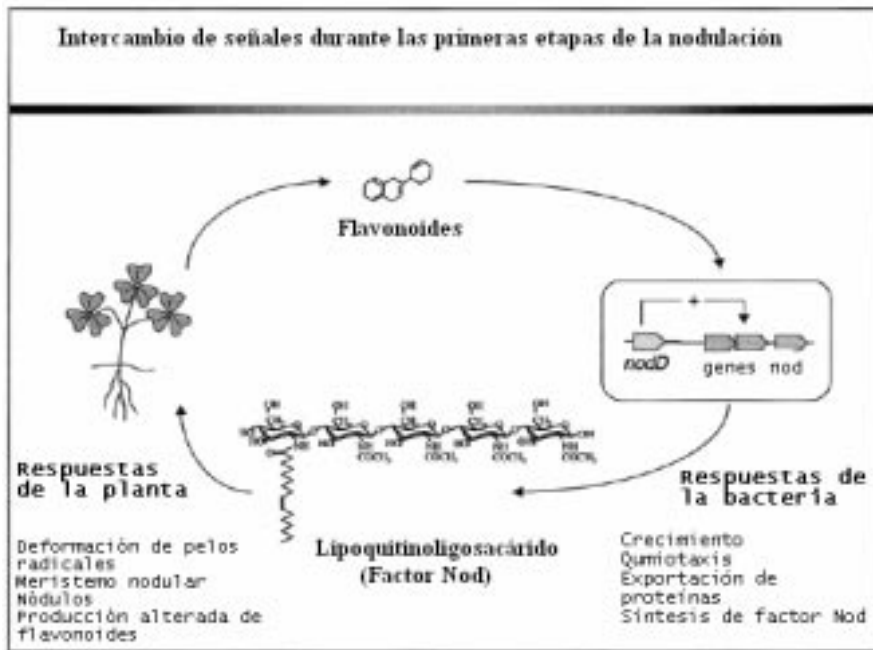 Intercambio de señales durante las primeras etapas de la nodulación
Flavonoides
+
nodD
genes nod
Respuestas
de la planta
Deformación de pelos
radicales
Meristemo nodular
Nódulos
Producción alterada de
flavonoides
Lipoquitinoligosacárido
(Factor Nod)
Respuestas de
la bacteria
Crecimiento
Qumiotaxis
Exportación de
proteínas
Síntesis de factor Nod